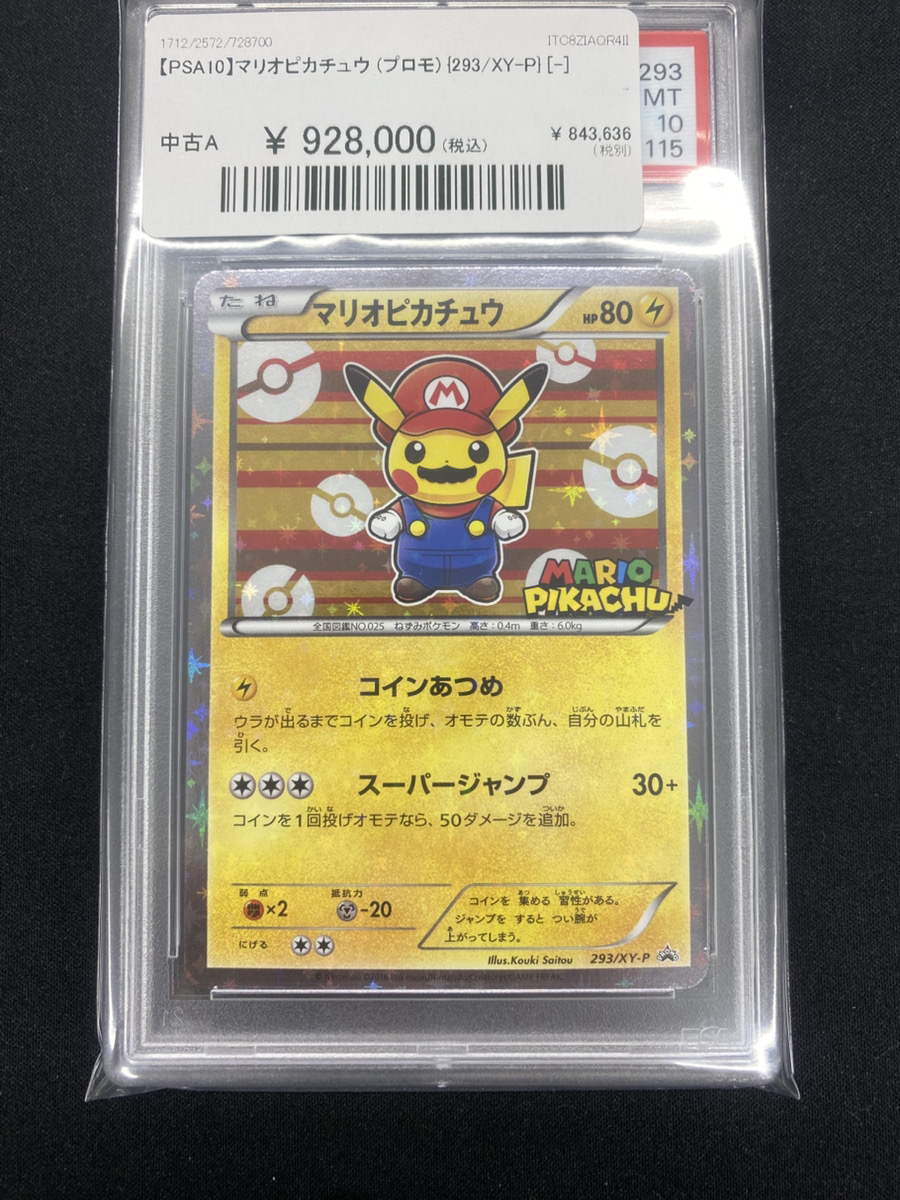 1712/2572/728700 ITC8ZIAQR4II
【PSA10】マリオピカチュウ (プロモ) {293/XY-P} [-]
中古A ¥ 928,000 (税込) ¥ 843,636
(税別)
293
MT
10
115
たね マリオピカチュウ HP80
M
MARIO
PIKACHU
全国図鑑NO.025 ねずみポケモン 高さ:0.4m 重さ:6.0kg
コインあつめ
ウラが出るまでコインを投げ、オモテの数ぶん、自分の山札を
引く。
スーパージャンプ 30+
コインを1回投げオモテなら、50ダメージを追加。
弱点 抵抗力
×2 -20
にげる
コインを 集める 習性がある。
ジャンプを すると つい腕が
上がってしまう。
Illus.Kouki Saitou 293/XY-P